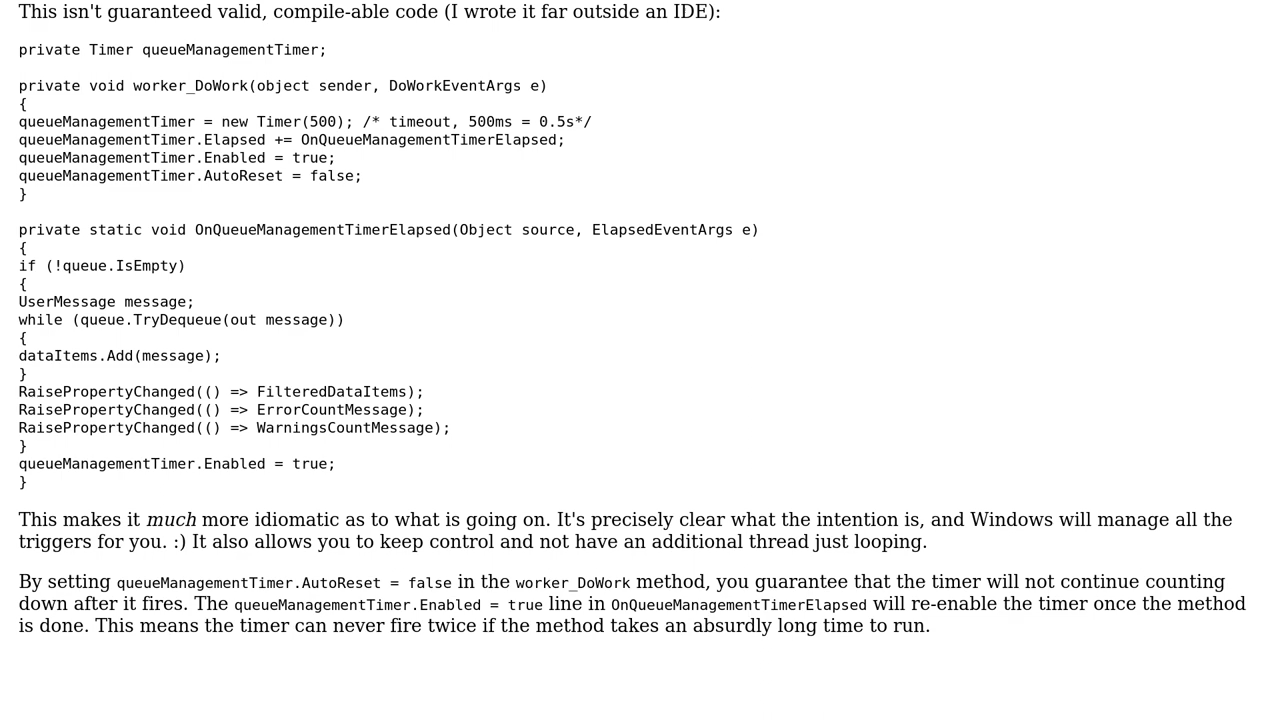 This isn't guaranteed valid, compile-able code (I wrote it far outside an IDE):
private Timer queueManagementTimer;
private void worker_DoWork(object sender, DoWorkEventArgs e)
{
queueManagementTimer = new Timer(500); /* timeout, 500ms = 0.5s*/
queueManagementTimer.Elapsed += OnQueueManagementTimerElapsed;
queueManagementTimer.Enabled = true;
queueManagementTimer.AutoReset = false;
}
private static void OnQueueManagementTimerElapsed(Object source, ElapsedEventArgs e)
{
if (!queue.IsEmpty)
{
UserMessage message;
while (queue.TryDequeue(out message))
{
dataItems.Add(message);
}
RaisePropertyChanged(() => FilteredDataItems);
RaisePropertyChanged(() => ErrorCountMessage);
RaisePropertyChanged(() => WarningsCountMessage);
}
queueManagementTimer.Enabled = true;
}
This makes it much more idiomatic as to what is going on. It's precisely clear what the intention is, and Windows will manage all the
triggers for you. :) It also allows you to keep control and not have an additional thread just looping.
By setting queueManagementTimer.AutoReset = false in the worker_DoWork method, you guarantee that the timer will not continue counting
down after it fires. The queueManagementTimer.Enabled = true line in OnQueueManagementTimerElapsed will re-enable the timer once the method
is done. This means the timer can never fire twice if the method takes an absurdly long time to run.